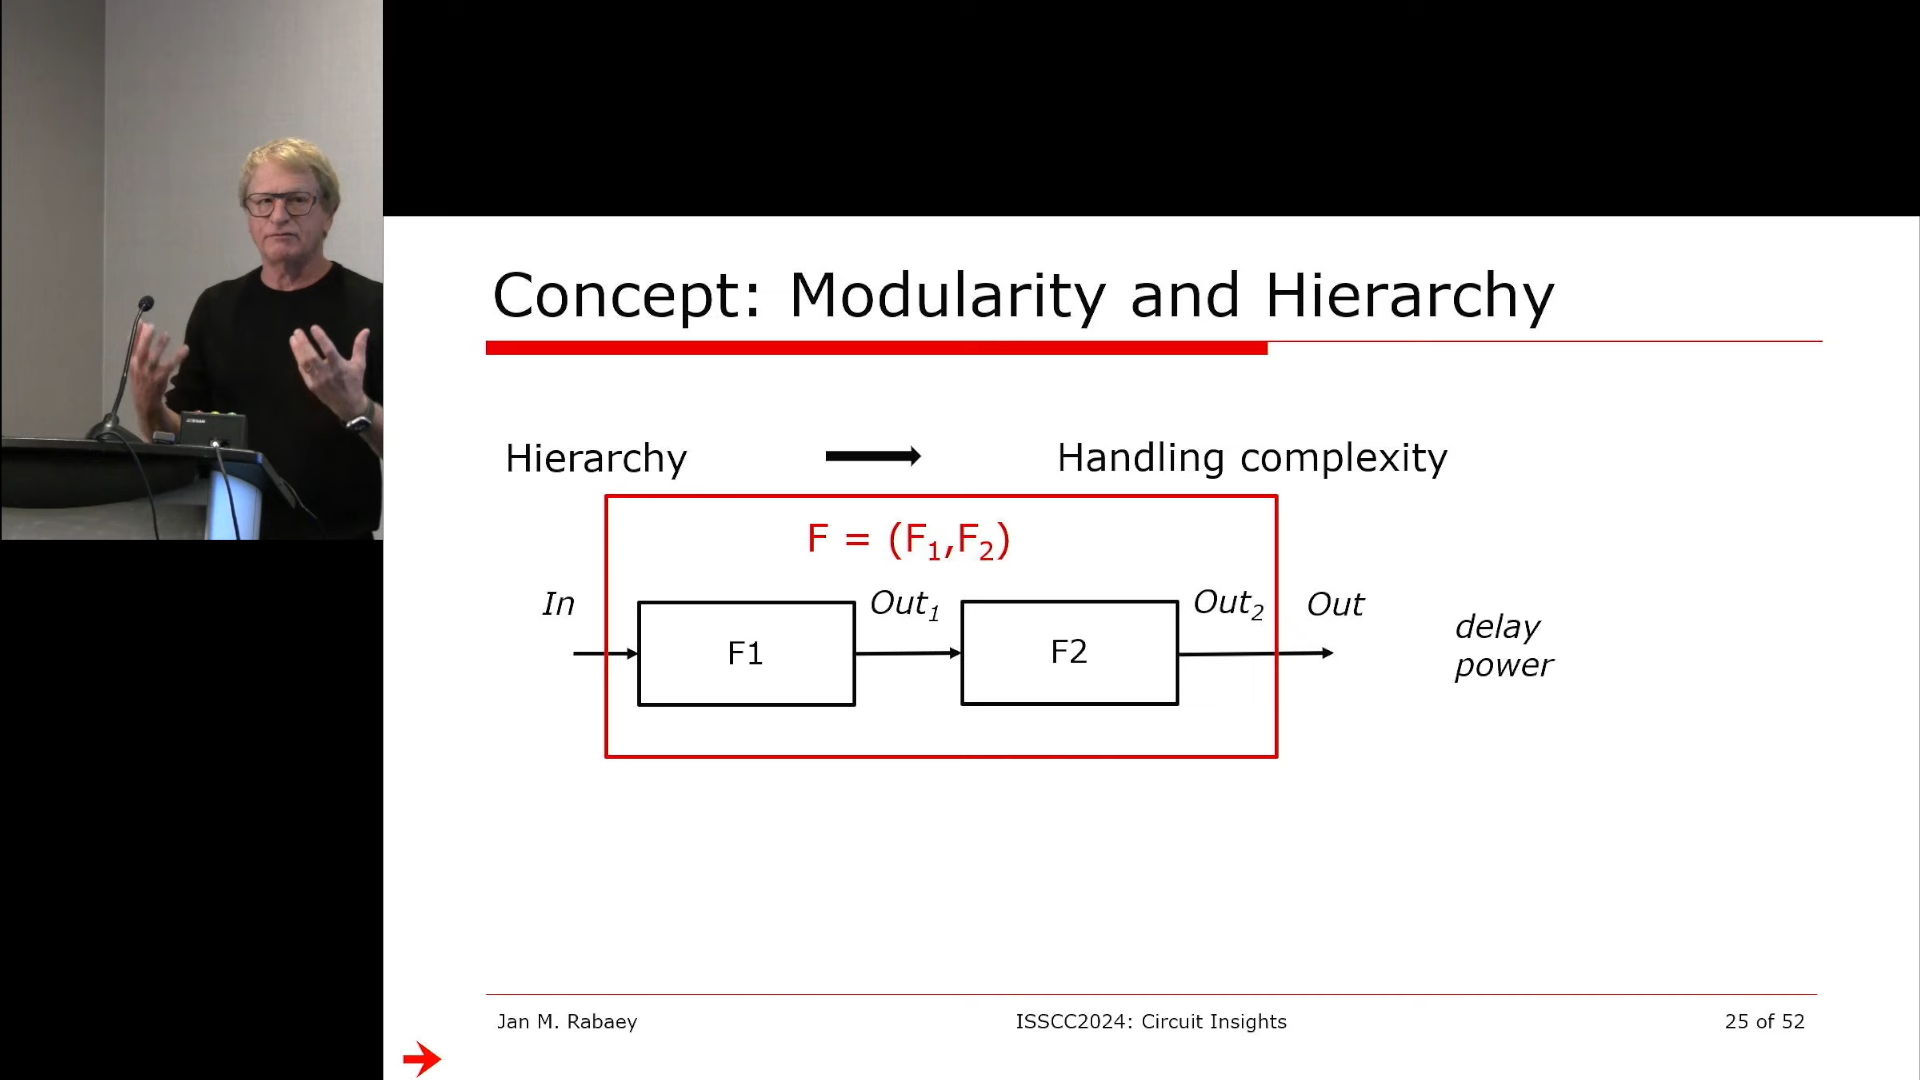 Concept: Modularity and Hierarchy
Hierarchy
Handling complexity
F = (F1,F2)
In
Out1
Out2
Out
F1
F2
delay
power
Jan M. Rabaey
ISSCC2024: Circuit Insights
25 of 52